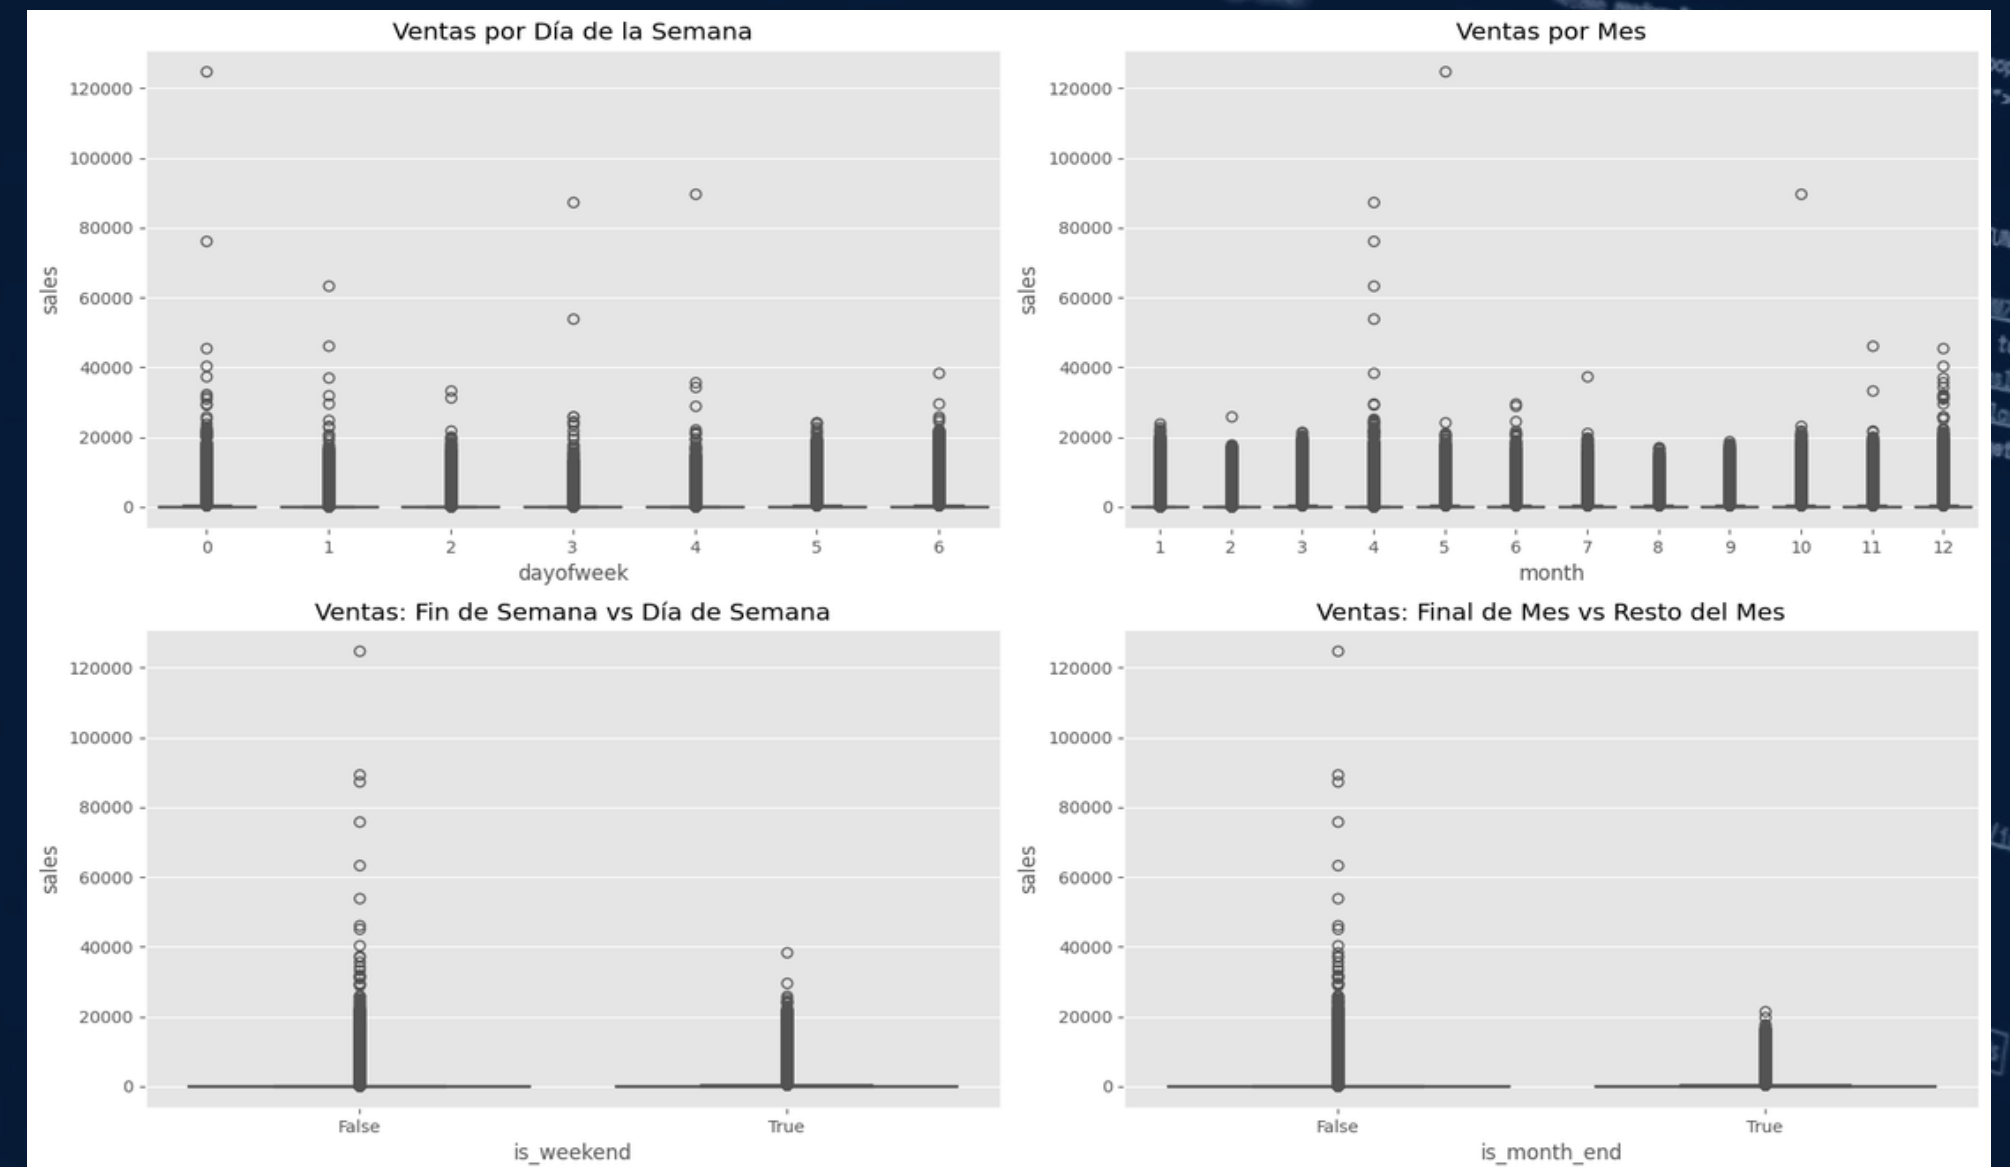 Ventas por Día de la Semana
120000
100000
80000
60000
40000
20000
0
sales
0 1 2 3 4 5 6
dayofweek
Ventas por Mes
120000
100000
80000
60000
40000
20000
0
sales
1 2 3 4 5 6 7 8 9 10 11 12
month
Ventas: Fin de Semana vs Día de Semana
120000
100000
80000
60000
40000
20000
0
sales
False True
is_weekend
Ventas: Final de Mes vs Resto del Mes
120000
100000
80000
60000
40000
20000
0
sales
False True
is_month_end